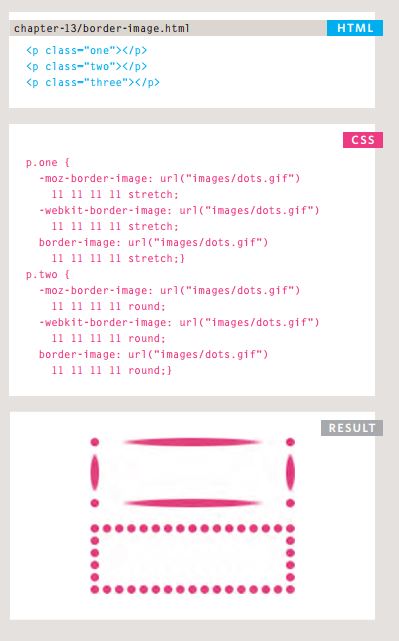 chapter-13/border-image.html
HTML
<p class="one"></p>
<p class="two"></p>
<p class="three"></p>
CSS
p.one {
-moz-border-image: url("images/dots.gif")
11 11 11 11 stretch;
-webkit-border-image: url("images/dots.gif")
11 11 11 11 stretch;
border-image: url("images/dots.gif")
11 11 11 11 stretch;}
p.two {
-moz-border-image: url("images/dots.gif")
11 11 11 11 round;
-webkit-border-image: url("images/dots.gif")
11 11 11 11 round;
border-image: url("images/dots.gif")
11 11 11 11 round;}
RESULT